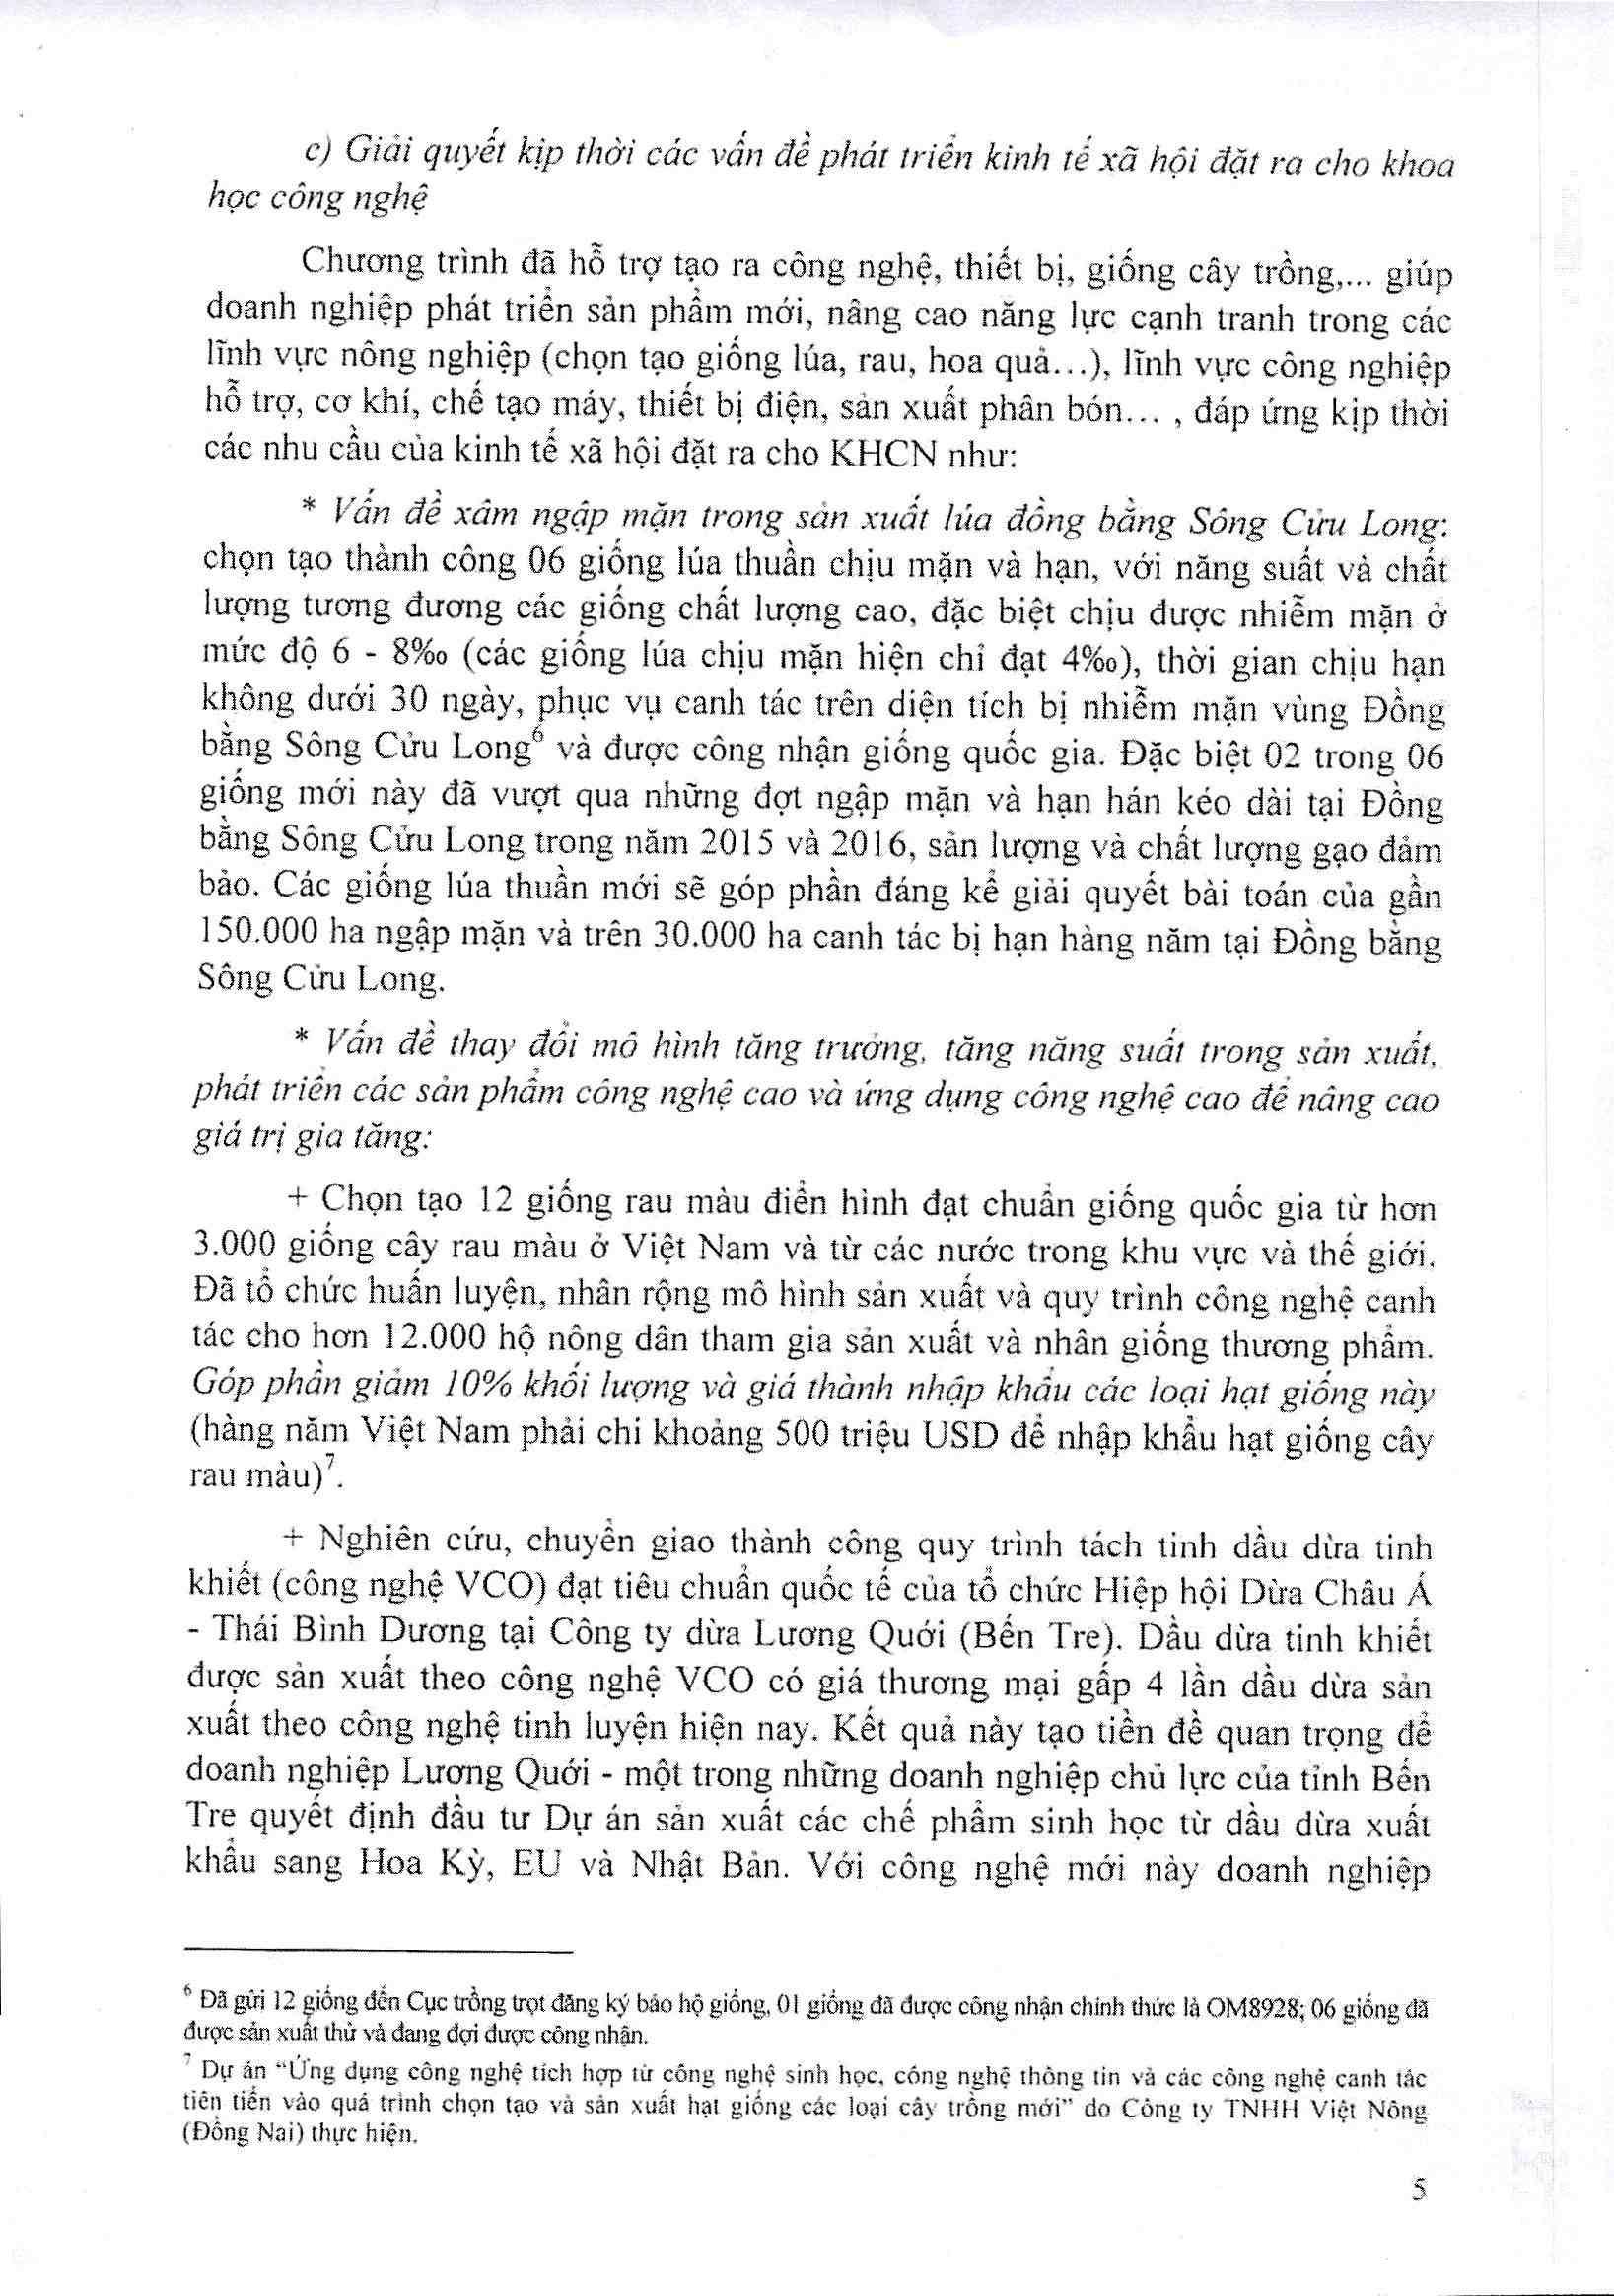 c) Giải quyết kịp thời các vấn đề phát triển kinh tế xã hội đặt ra cho khoa
học công nghệ
Chương trình đã hỗ trợ tạo ra công nghệ, thiết bị, giống cây trồng,... giúp
doanh nghiệp phát triển sản phẩm mới, nâng cao năng lực cạnh tranh trong các
lĩnh vực nông nghiệp (chọn tạo giống lúa, rau, hoa quả...), lĩnh vực công nghiệp
hỗ trợ, cơ khí, chế tạo máy, thiết bị điện, sản xuất phân bón... , đáp ứng kịp thời
các nhu cầu của kinh tế xã hội đặt ra cho KHCN như:
* Vấn đề xâm ngập mặn trong sản xuất lúa đồng bằng Sông Cửu Long:
chọn tạo thành công 06 giống lúa thuần chịu mặn và hạn, với năng suất và chất
lượng tương đương các giống chất lượng cao, đặc biệt chịu được nhiễm mặn ở
mức độ 6 - 8‰ (các giống lúa chịu mặn hiện chỉ đạt 4‰), thời gian chịu hạn
không dưới 30 ngày, phục vụ canh tác trên diện tích bị nhiễm mặn vùng Đồng
bằng Sông Cửu Long⁶ và được công nhận giống quốc gia. Đặc biệt 02 trong 06
giống mới này đã vượt qua những đợt ngập mặn và hạn hán kéo dài tại Đồng
bằng Sông Cửu Long trong năm 2015 và 2016, sản lượng và chất lượng gạo đảm
bảo. Các giống lúa thuần mới sẽ góp phần đáng kể giải quyết bài toán của gần
150.000 ha ngập mặn và trên 30.000 ha canh tác bị hạn hàng năm tại Đồng bằng
Sông Cửu Long.
* Vấn đề thay đổi mô hình tăng trưởng, tăng năng suất trong sản xuất,
phát triển các sản phẩm công nghệ cao và ứng dụng công nghệ cao để nâng cao
giá trị gia tăng:
+ Chọn tạo 12 giống rau màu điển hình đạt chuẩn giống quốc gia từ hơn
3.000 giống cây rau màu ở Việt Nam và từ các nước trong khu vực và thế giới.
Đã tổ chức huấn luyện, nhân rộng mô hình sản xuất và quy trình công nghệ canh
tác cho hơn 12.000 hộ nông dân tham gia sản xuất và nhân giống thương phẩm.
Góp phần giảm 10% khối lượng và giá thành nhập khẩu các loại hạt giống này
(hàng năm Việt Nam phải chi khoảng 500 triệu USD để nhập khẩu hạt giống cây
rau màu)⁷.
+ Nghiên cứu, chuyển giao thành công quy trình tách tinh dầu dừa tinh
khiết (công nghệ VCO) đạt tiêu chuẩn quốc tế của tổ chức Hiệp hội Dừa Châu Á
- Thái Bình Dương tại Công ty dừa Lương Quới (Bến Tre). Dầu dừa tinh khiết
được sản xuất theo công nghệ VCO có giá thương mại gấp 4 lần dầu dừa sản
xuất theo công nghệ tinh luyện hiện nay. Kết quả này tạo tiền đề quan trọng để
doanh nghiệp Lương Quới - một trong những doanh nghiệp chủ lực của tỉnh Bến
Tre quyết định đầu tư Dự án sản xuất các chế phẩm sinh học từ dầu dừa xuất
khẩu sang Hoa Kỳ, EU và Nhật Bản. Với công nghệ mới này doanh nghiệp
⁶ Đã gửi 12 giống đến Cục trồng trọt đăng ký bảo hộ giống, 01 giống đã được công nhận chính thức là OM8928; 06 giống đã
được sản xuất thử và đang đợi được công nhận.
⁷ Dự án “Ứng dụng công nghệ tích hợp từ công nghệ sinh học, công nghệ thông tin và các công nghệ canh tác
tiên tiến vào quá trình chọn tạo và sản xuất hạt giống các loại cây trồng mới” do Công ty TNHH Việt Nông
(Đồng Nai) thực hiện.
5